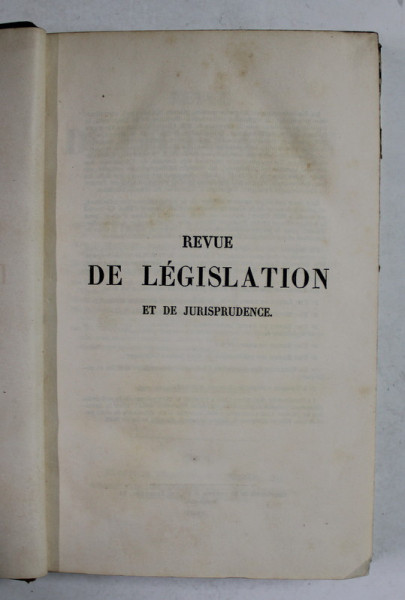 REVUE
DE LÉGISLATION
ET DE JURISPRUDENCE.